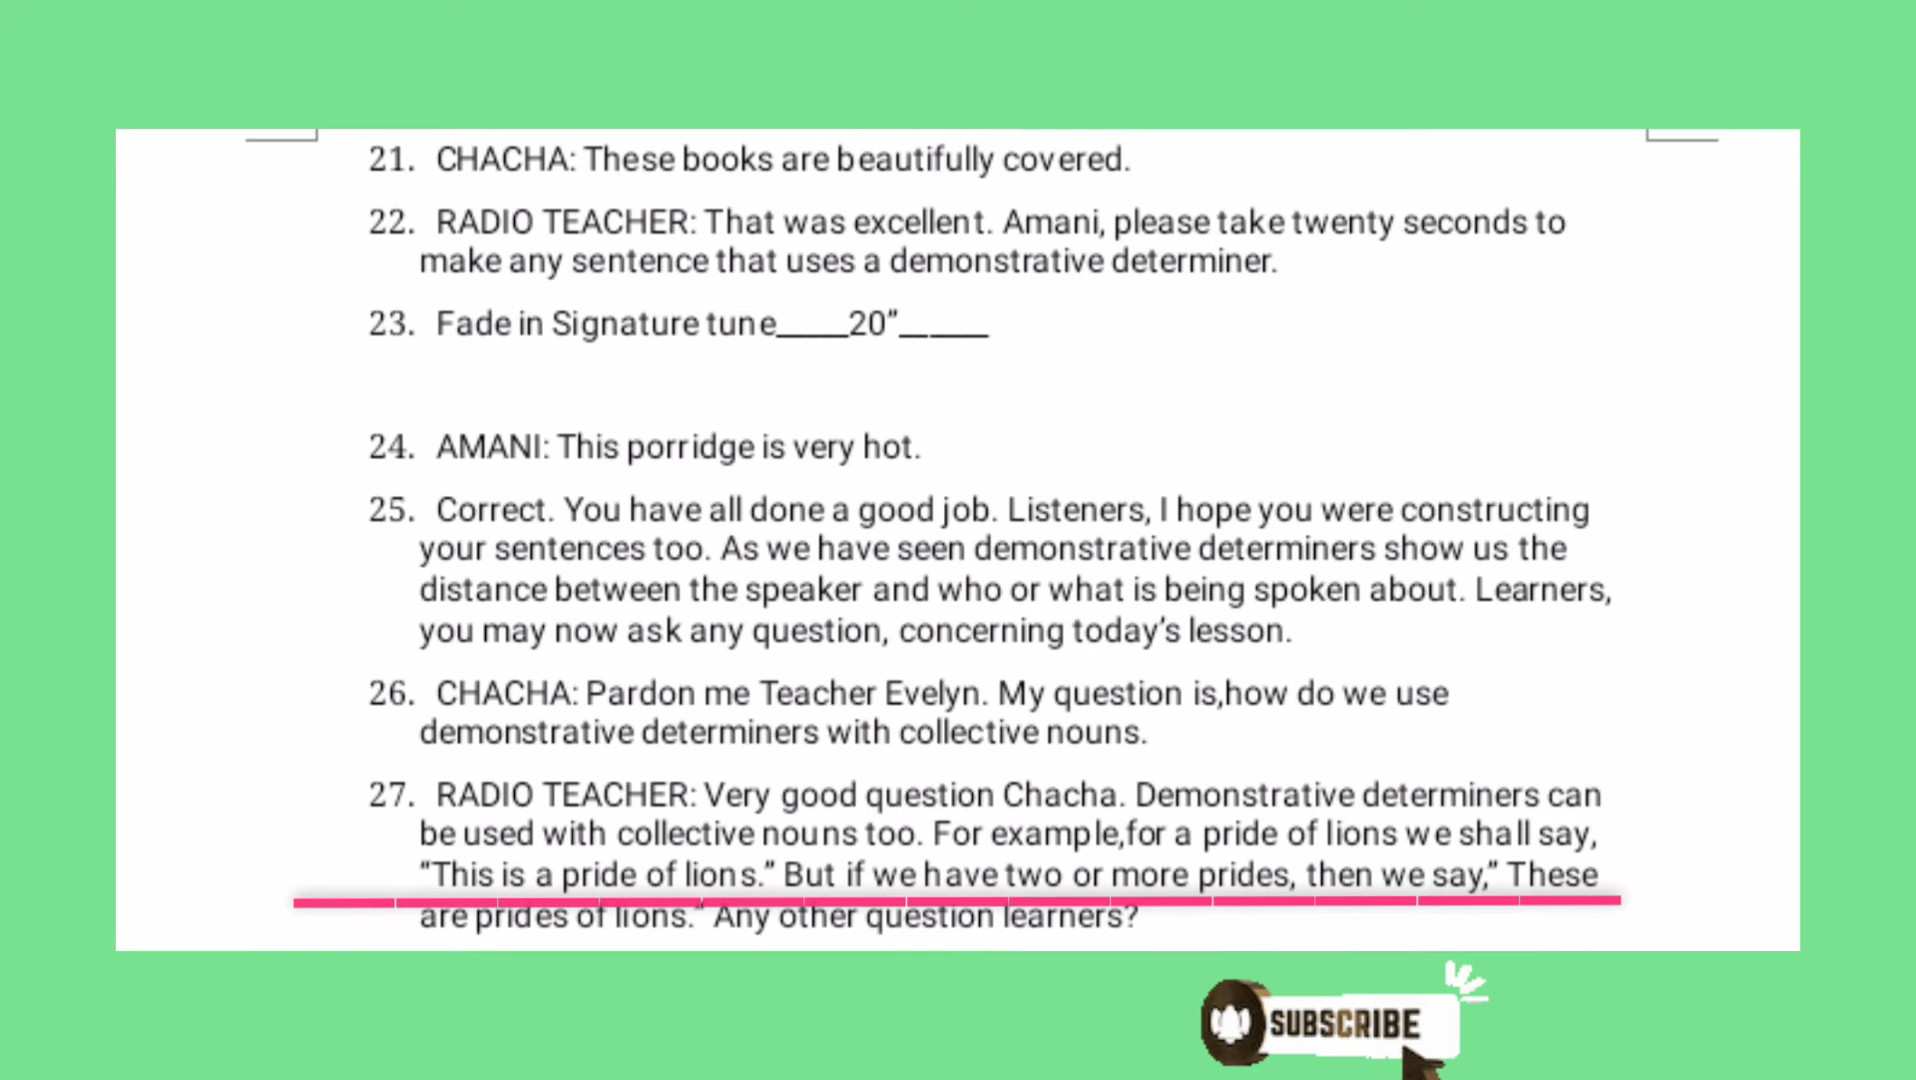 21. CHACHA: These books are beautifully covered.
22. RADIO TEACHER: That was excellent. Amani, please take twenty seconds to
make any sentence that uses a demonstrative determiner.
23. Fade in Signature tune_____20”______
24. AMANI: This porridge is very hot.
25. Correct. You have all done a good job. Listeners, I hope you were constructing
your sentences too. As we have seen demonstrative determiners show us the
distance between the speaker and who or what is being spoken about. Learners,
you may now ask any question, concerning today’s lesson.
26. CHACHA: Pardon me Teacher Evelyn. My question is,how do we use
demonstrative determiners with collective nouns.
27. RADIO TEACHER: Very good question Chacha. Demonstrative determiners can
be used with collective nouns too. For example,for a pride of lions we shall say,
“This is a pride of lions.” But if we have two or more prides, then we say,” These
are prides of lions.” Any other question learners?
SUBSCRIBE